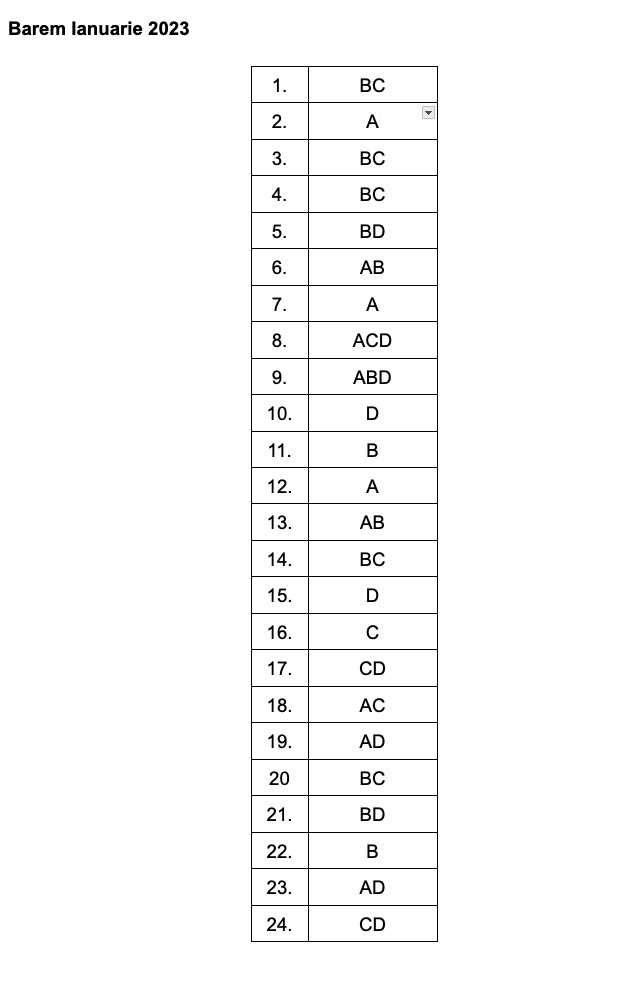 Barem Ianuarie 2023
1. BC
2. A
3. BC
4. BC
5. BD
6. AB
7. A
8. ACD
9. ABD
10. D
11. B
12. A
13. AB
14. BC
15. D
16. C
17. CD
18. AC
19. AD
20 BC
21. BD
22. B
23. AD
24. CD